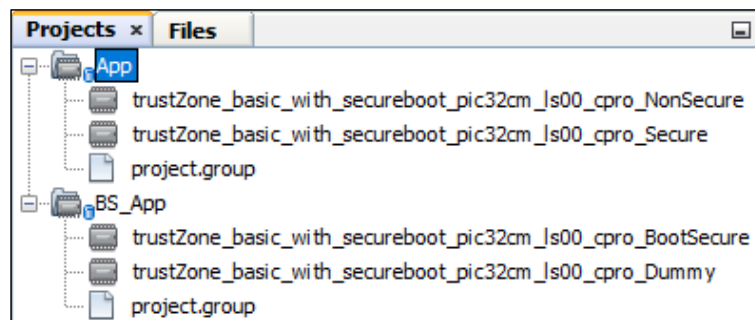 Projects × Files
App
trustZone_basic_with_secureboot_pic32cm_ls00_cpro_NonSecure
trustZone_basic_with_secureboot_pic32cm_ls00_cpro_Secure
project.group
BS_App
trustZone_basic_with_secureboot_pic32cm_ls00_cpro_BootSecure
trustZone_basic_with_secureboot_pic32cm_ls00_cpro_Dummy
project.group